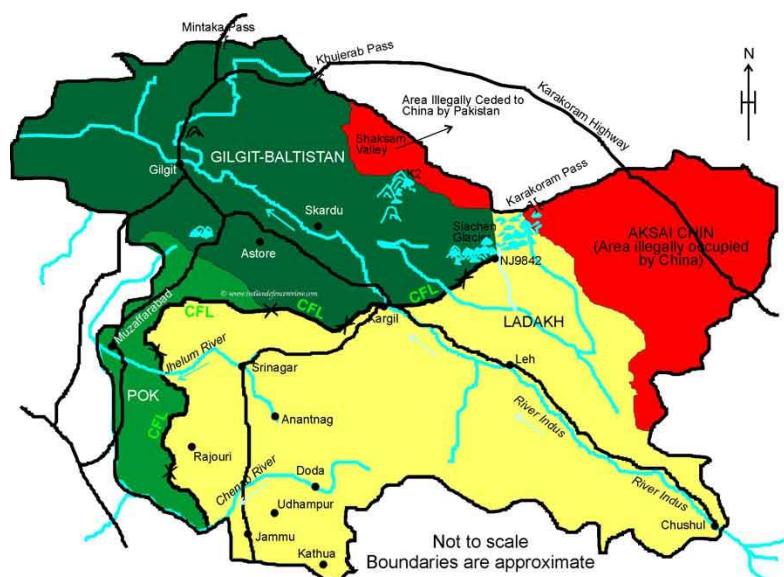 Mintaka Pass
Khujerab Pass
N
Area Illegally Ceded to
China by Pakistan
Karakoram Highway
Shaksam
Valley
GILGIT-BALTISTAN
Gilgit
K2
Karakoram Pass
Skardu
Siachen
Glacier
AKSAI CHIN
(Area illegally occupied
by China)
Astore
NJ9842
© www.indiandefencereview.com
CFL
CFL
CFL
Muzaffarabad
Kargil
LADAKH
Jhelum River
Srinagar
Leh
POK
CFL
Anantnag
River Indus
Rajouri
Chenab River
Doda
River Indus
Udhampur
Chushul
Jammu
Kathua
Not to scale
Boundaries are approximate